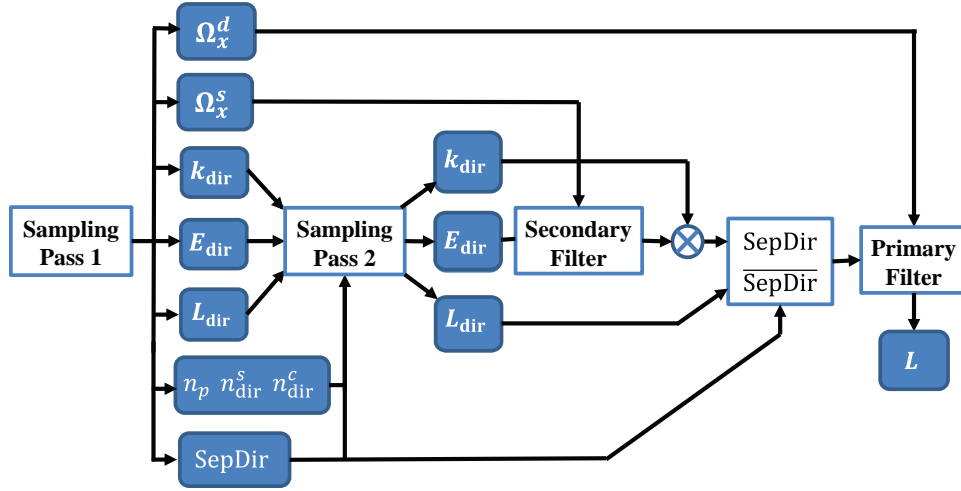 Ω_x^d
Ω_x^s
k_dir
E_dir
L_dir
n_p n_dir^s n_dir^c
SepDir
Sampling
Pass 1
Sampling
Pass 2
k_dir
E_dir
L_dir
Secondary
Filter
⊗
SepDir
\overline{SepDir}
Primary
Filter
L